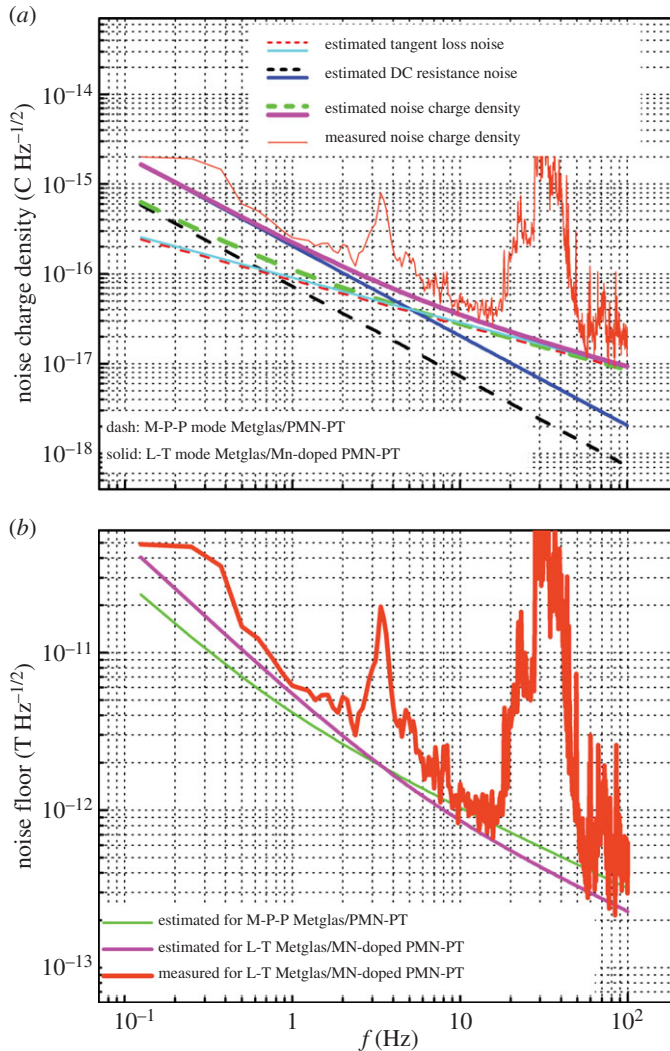 (a)
estimated tangent loss noise
estimated DC resistance noise
estimated noise charge density
measured noise charge density
noise charge density (C Hz−1/2)
10−14
10−15
10−16
10−17
10−18
dash: M-P-P mode Metglas/PMN-PT
solid: L-T mode Metglas/Mn-doped PMN-PT
(b)
noise floor (T Hz−1/2)
10−11
10−12
10−13
estimated for M-P-P Metglas/PMN-PT
estimated for L-T Metglas/MN-doped PMN-PT
measured for L-T Metglas/MN-doped PMN-PT
10−1 1 10 102
f (Hz)